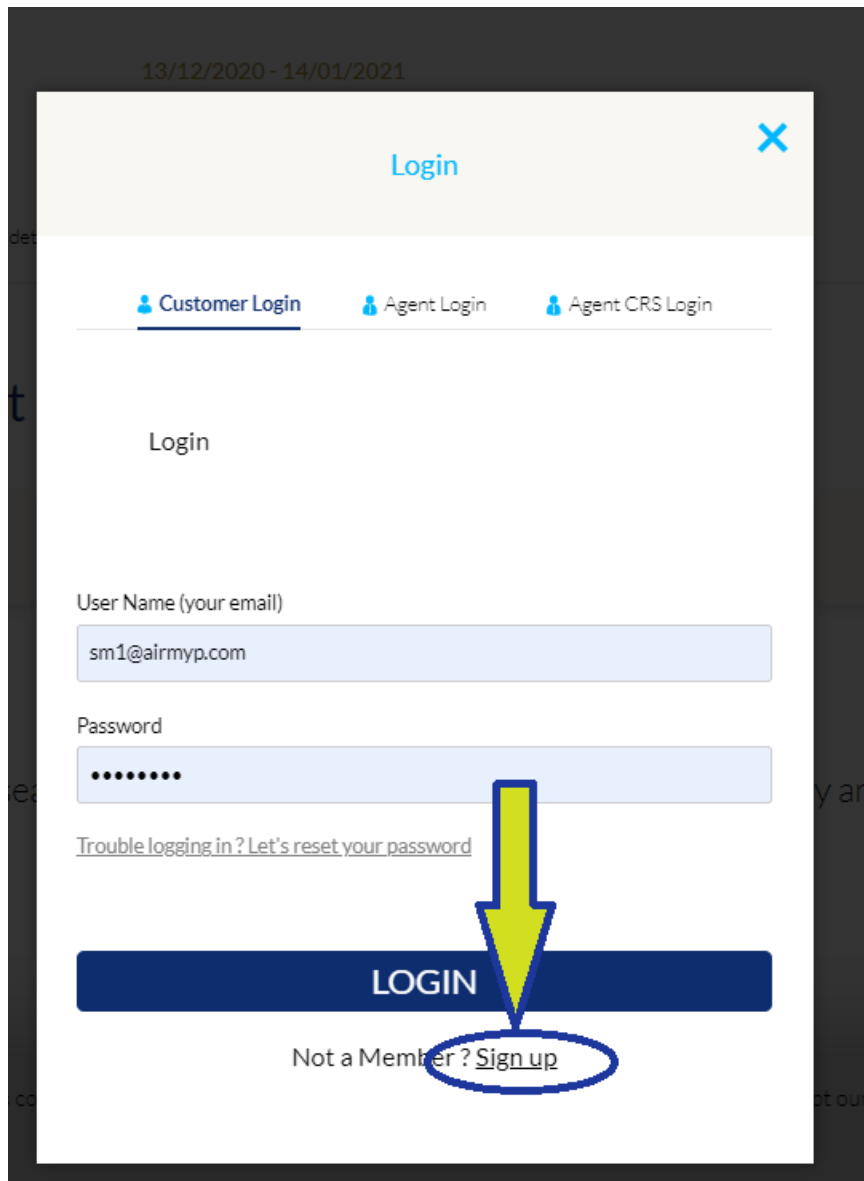 13/12/2020 - 14/01/2021
Login
Customer Login Agent Login Agent CRS Login
Login
User Name (your email)
sm1@airmyp.com
Password
••••••••
Trouble logging in ? Let's reset your password
LOGIN
Not a Member ? Sign up